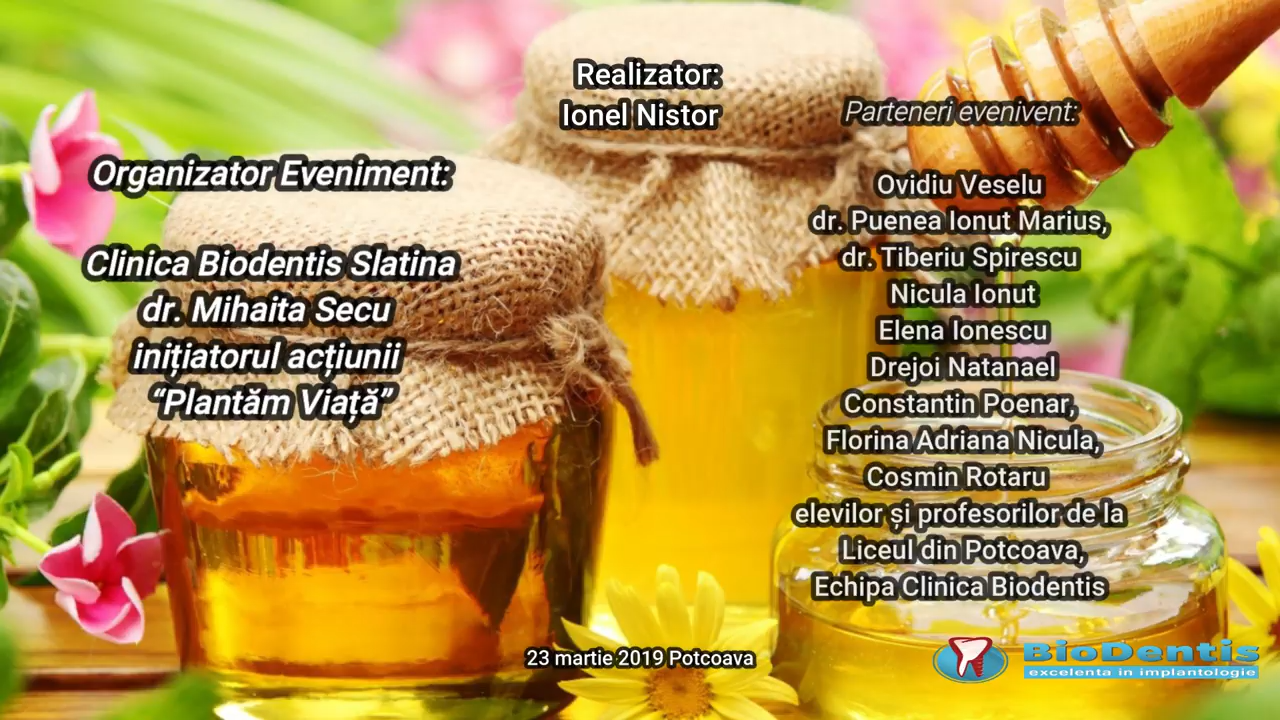 Realizator:
Ionel Nistor
Organizator Eveniment:
Clinica Biodentis Slatina
dr. Mihaita Secu
inițiatorul acțiunii
“Plantăm Viață”
Parteneri evenivent:
Ovidiu Veselu
dr. Puenea Ionut Marius,
dr. Tiberiu Spirescu
Nicula Ionut
Elena Ionescu
Drejoi Natanael
Constantin Poenar,
Florina Adriana Nicula,
Cosmin Rotaru
elevilor și profesorilor de la
Liceul din Potcoava,
Echipa Clinica Biodentis
23 martie 2019 Potcoava
BioDentis
excelenta in implantologie